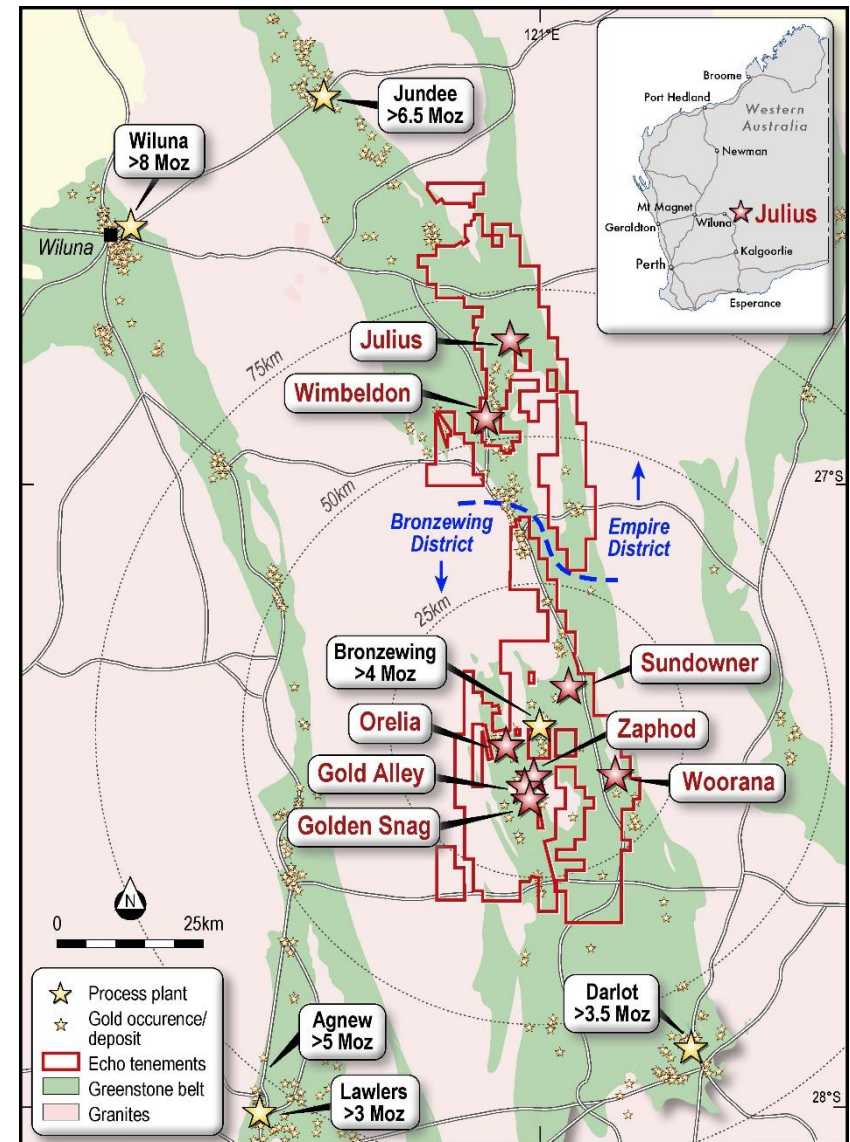 121°E
Broome
Port Hedland
Western
Australia
Newman
Mt Magnet
Wiluna
Julius
Geraldton
Kalgoorlie
Perth
Esperance
Jundee
>6.5 Moz
Wiluna
>8 Moz
Wiluna
Julius
75km
Wimbeldon
27°S
50km
Bronzewing
District
Empire
District
25km
Bronzewing
>4 Moz
Sundowner
Orelia
Zaphod
Gold Alley
Woorana
Golden Snag
N
0 25km
Process plant
Gold occurence/
deposit
Echo tenements
Greenstone belt
Granites
Agnew
>5 Moz
Lawlers
>3 Moz
Darlot
>3.5 Moz
28°S